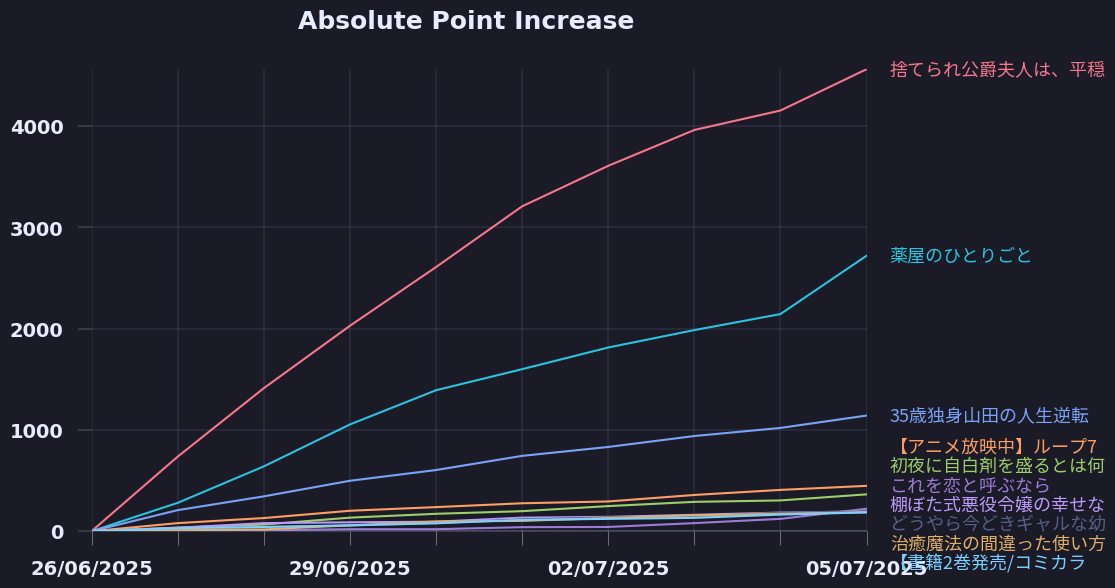 Absolute Point Increase
捨てられ公爵夫人は、平穏
4000
3000
薬屋のひとりごと
2000
35歳独身山田の人生逆転
1000
【アニメ放映中】ループ7
初夜に自白剤を盛るとは何
これを恋と呼ぶなら
棚ぼた式悪役令嬢の幸せな
どうやら今どきギャルな幼
0
治癒魔法の間違った使い方
【書籍2巻発売/コミカラ
26/06/2025
29/06/2025
02/07/2025
05/07/2025